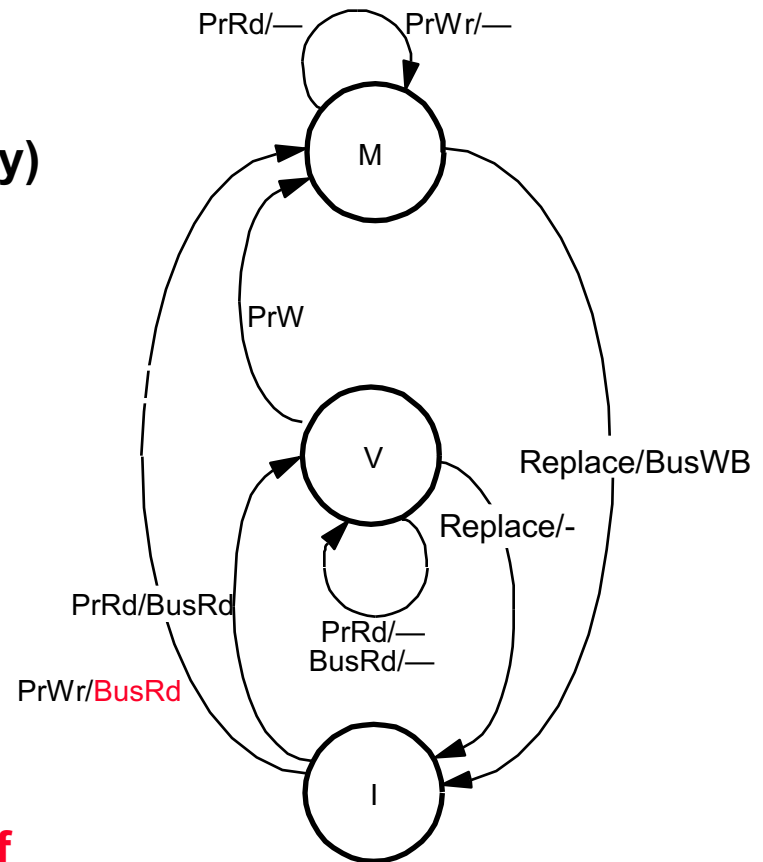 PrRd/— PrWr/—
y)
M
PrW
V
Replace/BusWB
Replace/-
PrRd/BusRd
PrRd/—
BusRd/—
PrWr/BusRd
I
f